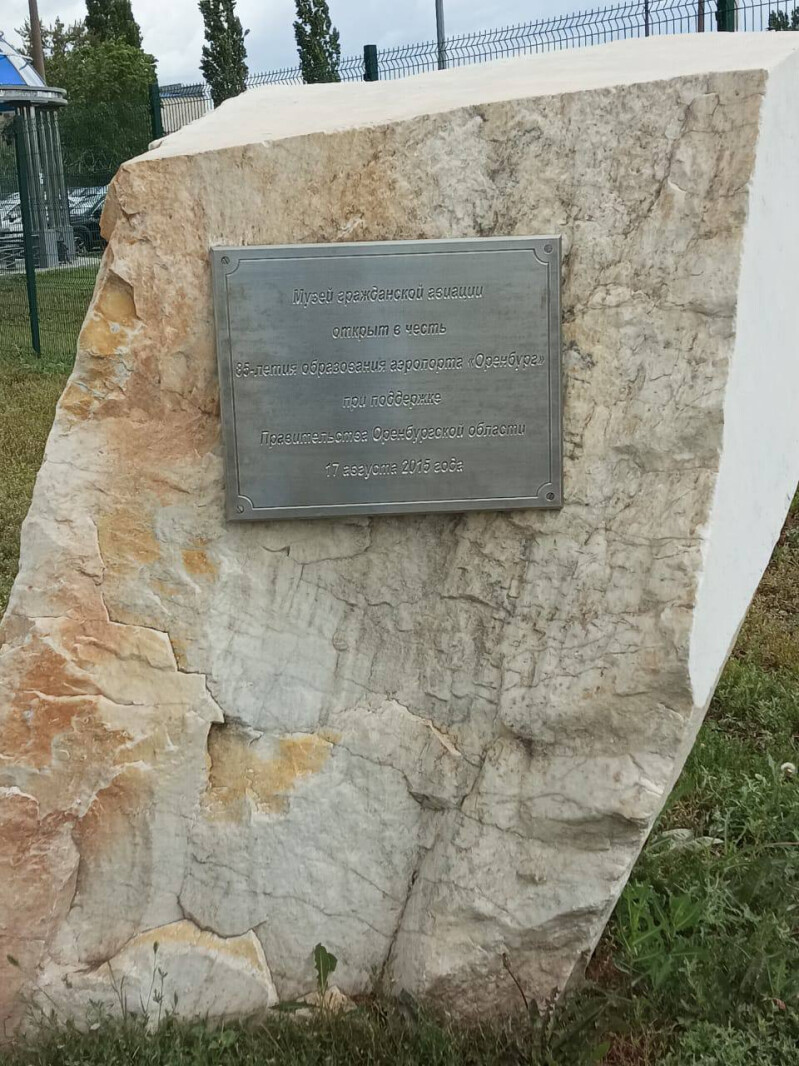 Музей гражданской авиации
открыт в честь
85-летия образования аэропорта «Оренбург»
при поддержке
Правительства Оренбургской области
17 августа 2015 года